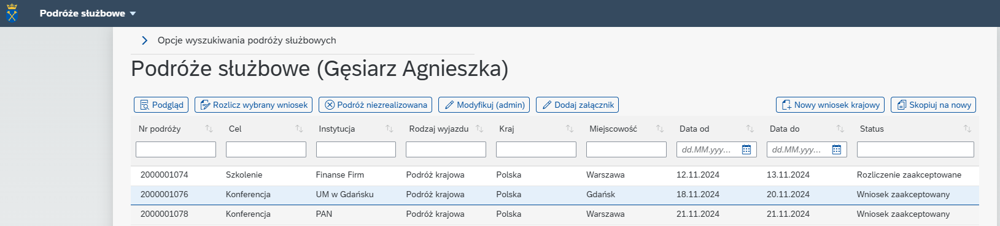 Podróże służbowe
Opcje wyszukiwania podróży służbowych
Podróże służbowe (Gęsiarz Agnieszka)
Podgląd Rozlicz wybrany wniosek Podróż niezrealizowana Modyfikuj (admin) Dodaj załącznik Nowy wniosek krajowy Skopiuj na nowy
Nr podróży Cel Instytucja Rodzaj wyjazdu Kraj Miejscowość Data od Data do Status
dd.MM.yyy... dd.MM.yyy...
2000001074 Szkolenie Finanse Firm Podróż krajowa Polska Warszawa 12.11.2024 13.11.2024 Rozliczenie zaakceptowane
2000001076 Konferencja UM w Gdańsku Podróż krajowa Polska Gdańsk 18.11.2024 20.11.2024 Wniosek zaakceptowany
2000001078 Konferencja PAN Podróż krajowa Polska Warszawa 21.11.2024 21.11.2024 Wniosek zaakceptowany